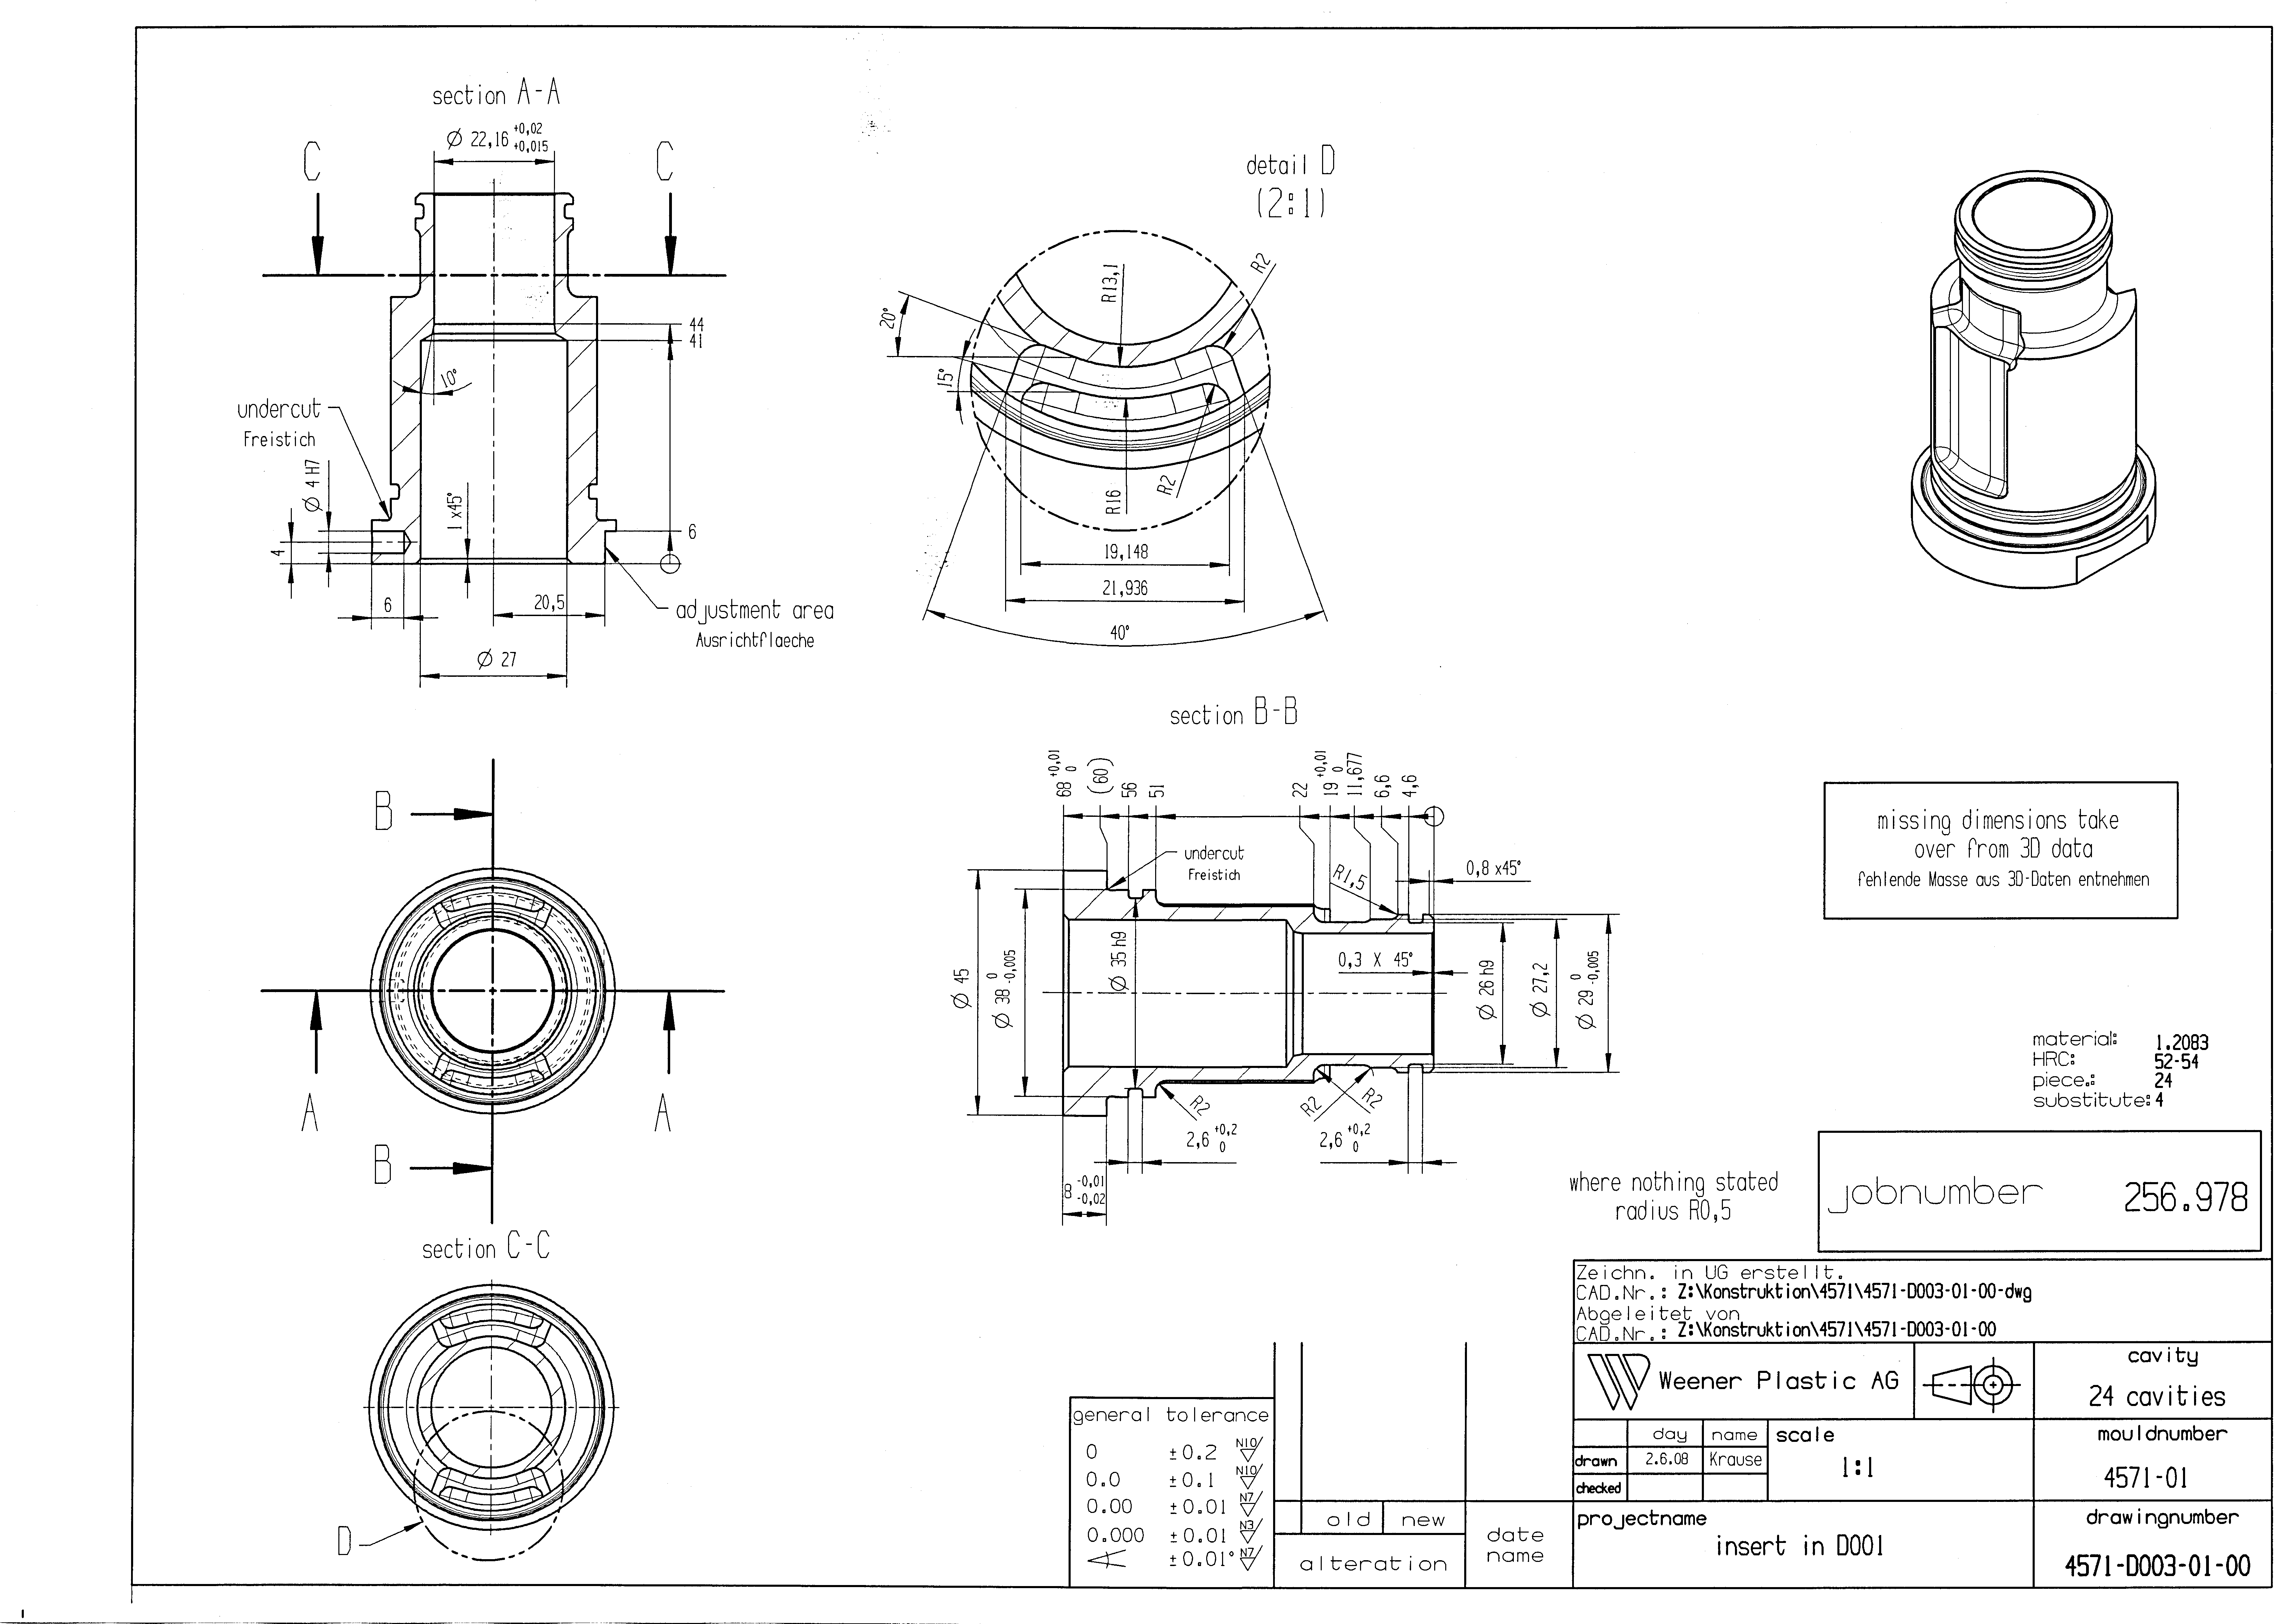 section A-A
Ø 22,16 +0,02 +0,015
C
C
44
41
10°
undercut
Freistich
Ø 4 H7
1 x45°
6
4
6
20,5
adjustment area
Ausrichtflaeche
Ø 27
detail D
(2:1)
R13,1
R2
20°
15°
R16
R2
19,148
21,936
40°
B
A
A
B
section B-B
68 +0,01 0
(60)
56
51
22
19 +0,01 0
11,677
6,6
4,6
undercut
Freistich
R1,5
0,8 x45°
Ø 45
Ø 38 0 -0,005
Ø 35 h9
0,3 X 45°
Ø 26 h9
Ø 27,2
Ø 29 0 -0,005
R2
R2
R2
2,6 +0,2 0
2,6 +0,2 0
8 -0,01 -0,02
section C-C
D
missing dimensions take
over from 3D data
fehlende Masse aus 3D-Daten entnehmen
material: 1.2083
HRC: 52-54
piece.: 24
substitute: 4
where nothing stated
radius R0,5
jobnumber 256.978
Zeichn. in UG erstellt.
CAD.Nr.: Z:\Konstruktion\4571\4571-D003-01-00-dwg
Abgeleitet von
CAD.Nr.: Z:\Konstruktion\4571\4571-D003-01-00
Weener Plastic AG
cavity
24 cavities
day name
drawn 2.6.08 Krause
checked
scale
1:1
mouldnumber
4571-01
projectname
insert in D001
drawingnumber
4571-D003-01-00
general tolerance
0 ±0.2 N10
0.0 ±0.1 N10
0.00 ±0.01 N7
0.000 ±0.01 N3
±0.01° N7
old new
alteration
date
name